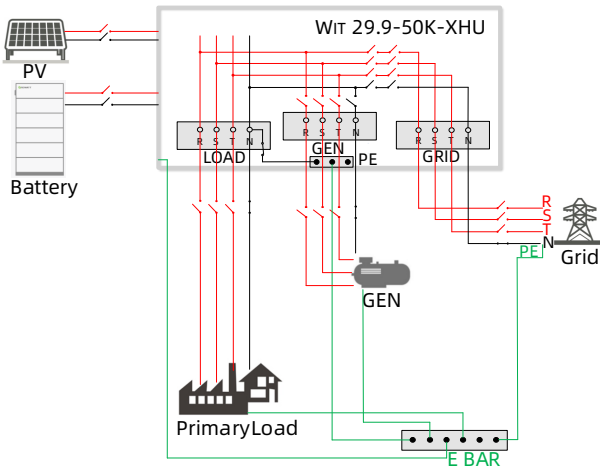 WIT 29.9-50K-XHU
PV
Battery
R S T N
LOAD
R S T N
GEN
PE
R S T N
GRID
R
S
T
N
PE
Grid
GEN
PrimaryLoad
E BAR